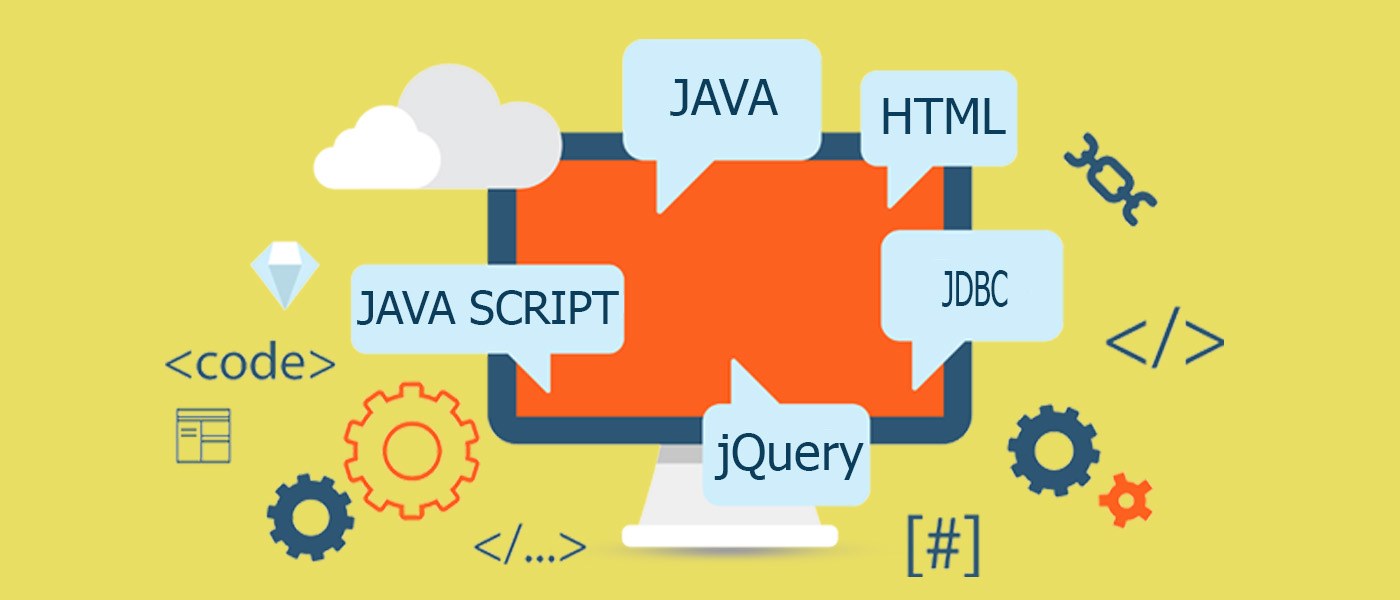 JAVA
HTML
JDBC
JAVA SCRIPT
</>
<code>
jQuery
</...>
[#]